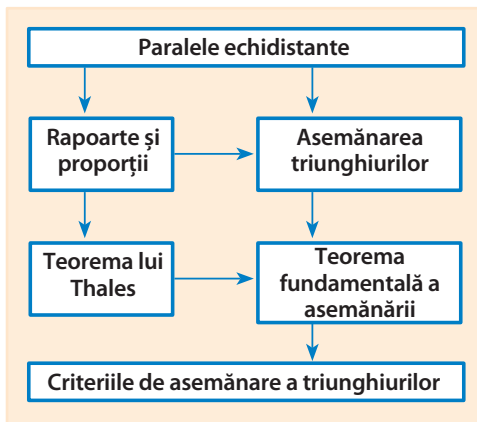 Paralele echidistante
Rapoarte și
proporții
Asemănarea
triunghiurilor
Teorema lui
Thales
Teorema
fundamentală a
asemănării
Criteriile de asemănare a triunghiurilor